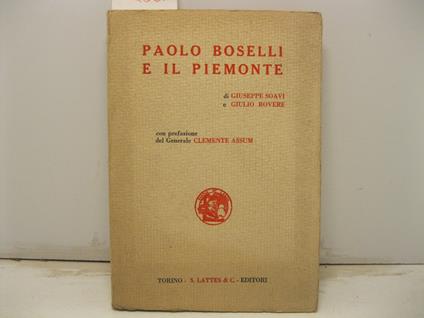 PAOLO BOSELLI
E IL PIEMONTE
di GIUSEPPE SOAVI
e GIULIO ROVERE
con prefazione
del Generale CLEMENTE ASSUM
TORINO - S. LATTES & C. - EDITORI